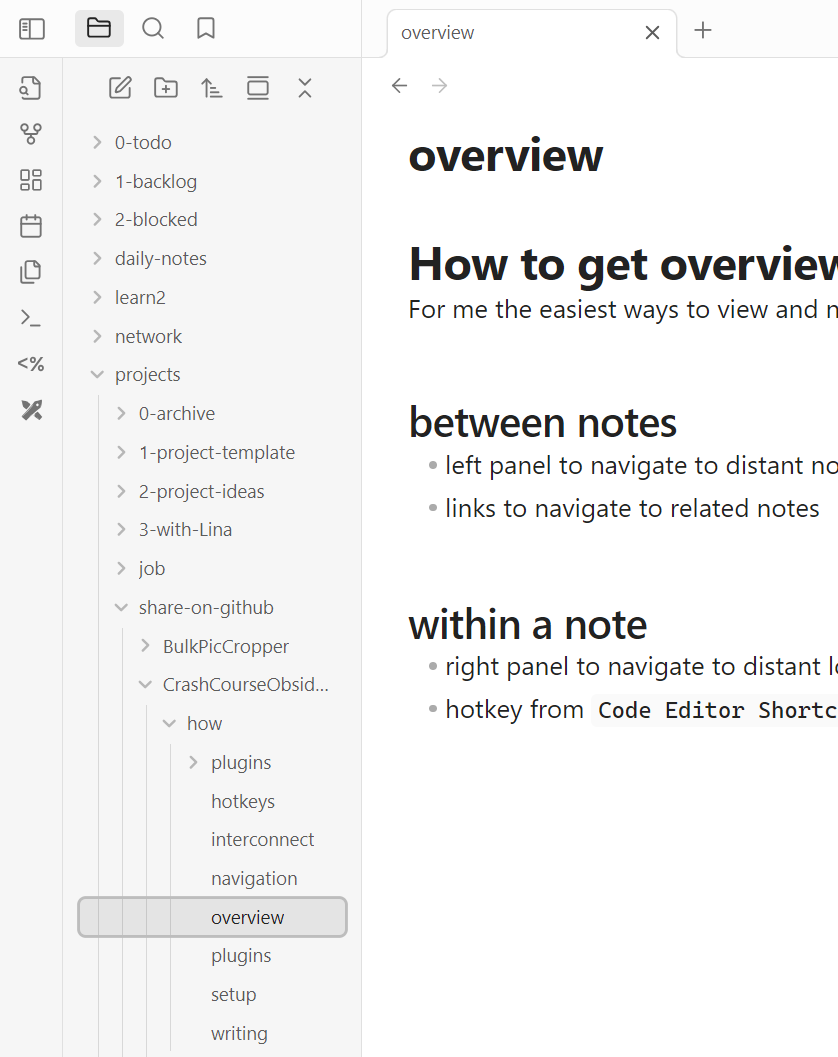 overview
0-todo
1-backlog
2-blocked
daily-notes
learn2
network
projects
0-archive
1-project-template
2-project-ideas
3-with-Lina
job
share-on-github
BulkPicCropper
CrashCourseObsid...
how
plugins
hotkeys
interconnect
navigation
overview
plugins
setup
writing
overview
How to get overview
For me the easiest ways to view and
between notes
left panel to navigate to distant
links to navigate to related notes
within a note
right panel to navigate to distant
hotkey from Code Editor